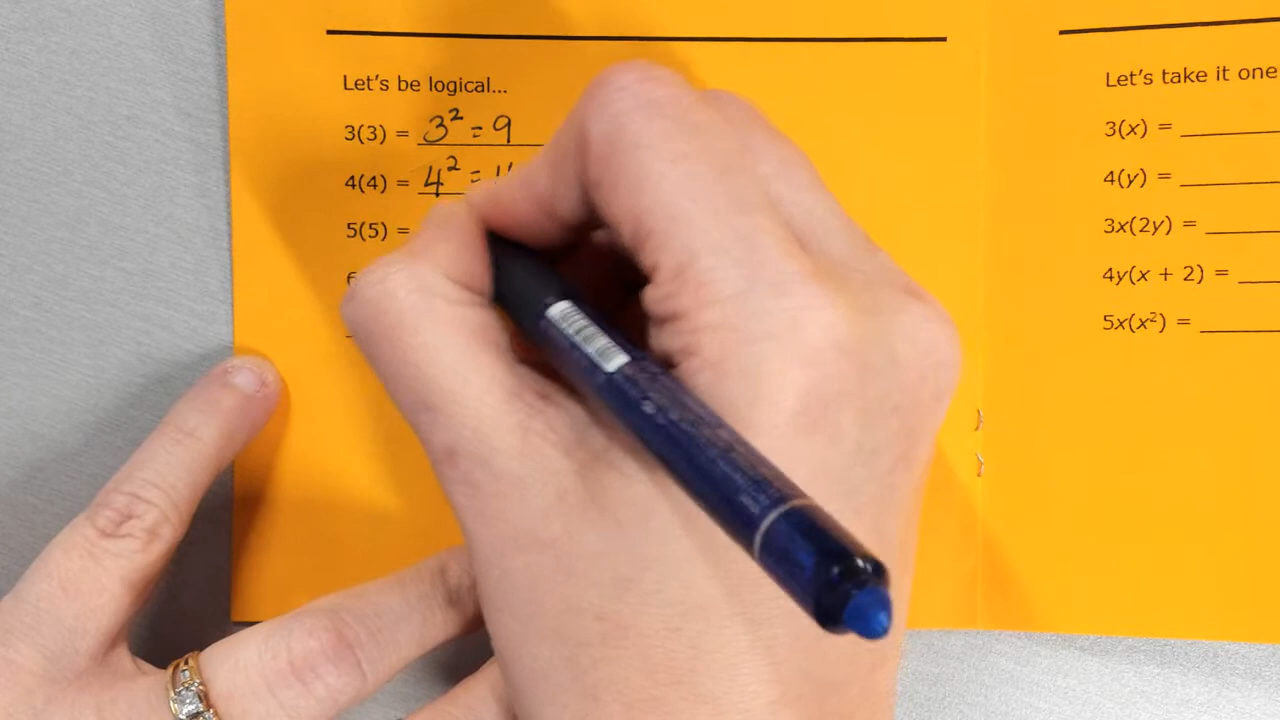 Let's be logical...
3(3) = 3² = 9
4(4) = 4² =
5(5) =
Let's take it one
3(x) =
4(y) =
3x(2y) =
4y(x + 2) =
5x(x²) =